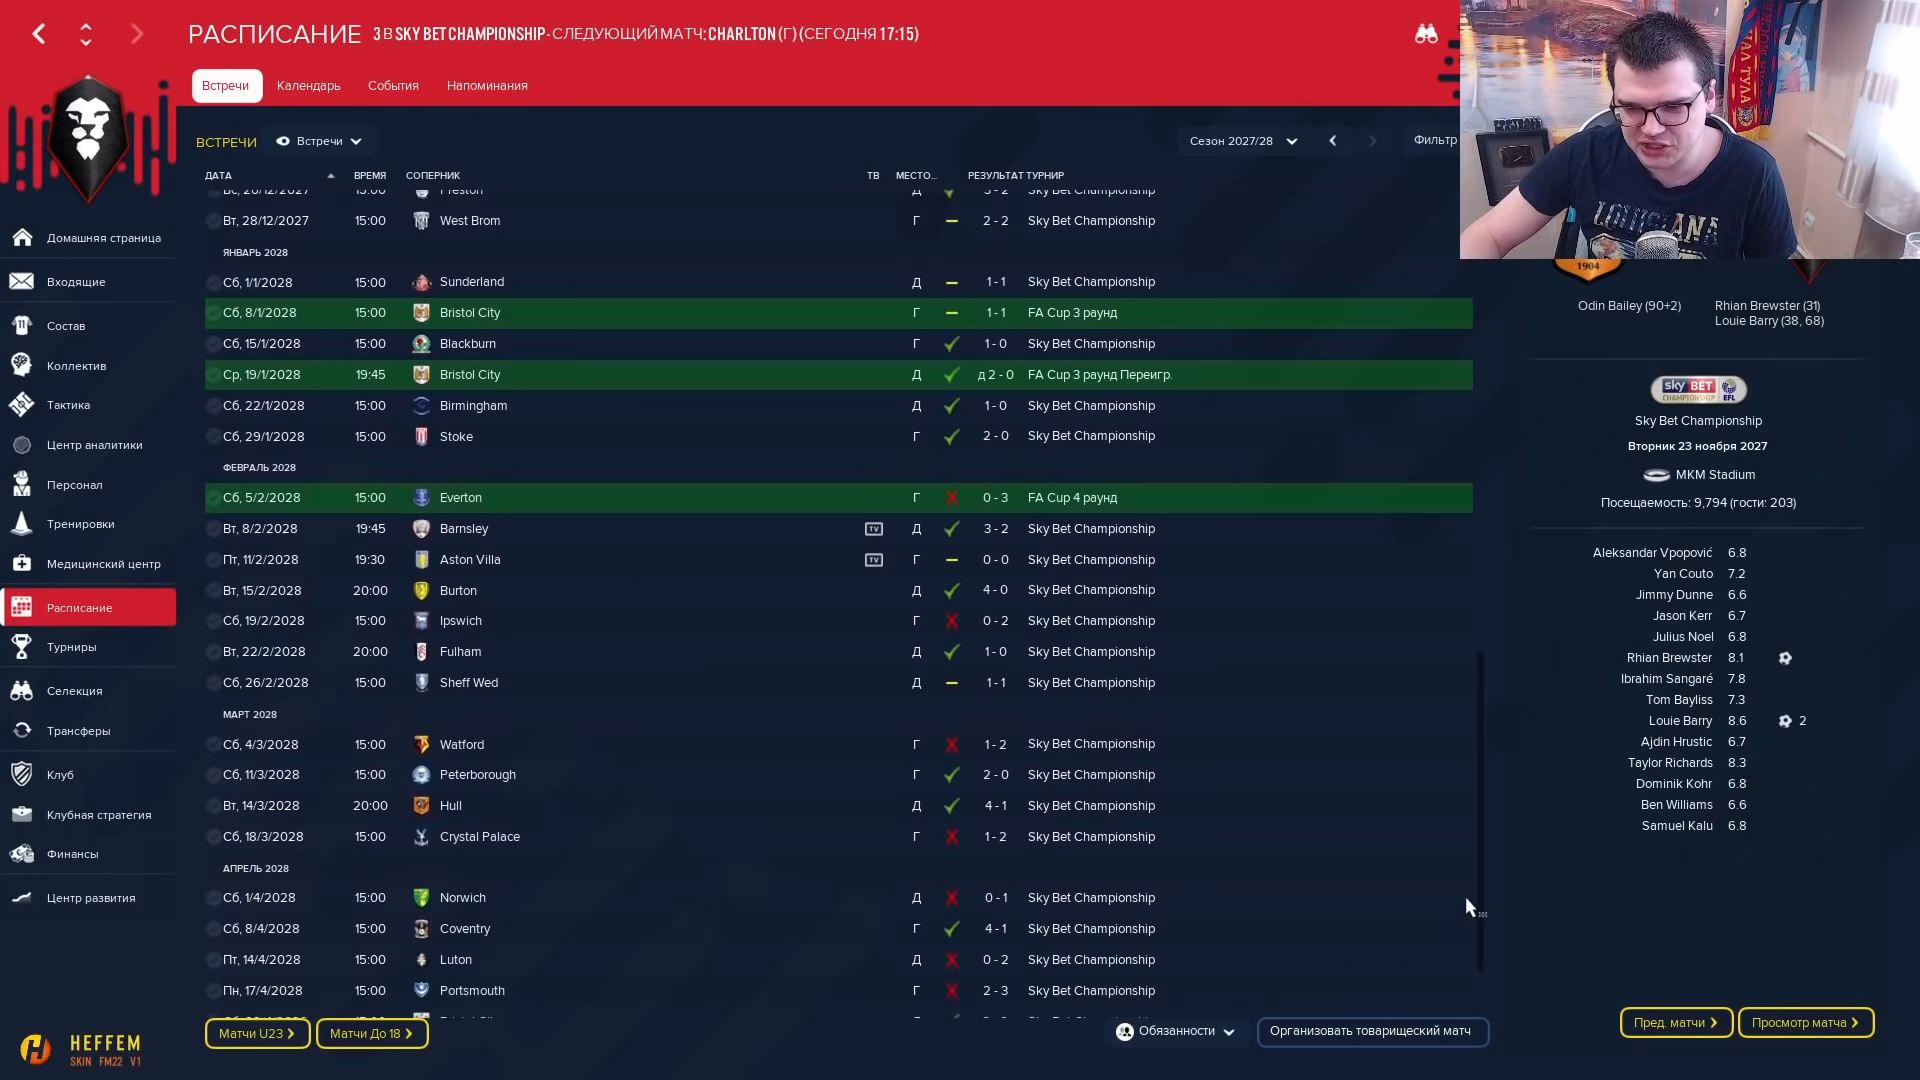 РАСПИСАНИЕ
3 В SKY BET CHAMPIONSHIP - СЛЕДУЮЩИЙ МАТЧ: CHARLTON (Г) (СЕГОДНЯ 17:15)
Встречи Календарь События Напоминания
ВСТРЕЧИ Встречи Сезон 2027/28 Фильтр
ДАТА ВРЕМЯ СОПЕРНИК ТВ МЕСТО... РЕЗУЛЬТАТ ТУРНИР
Вс, 26/12/2027 15:00 Preston Д 3 - 2 Sky Bet Championship
Вт, 28/12/2027 15:00 West Brom Г 2 - 2 Sky Bet Championship
ЯНВАРЬ 2028
Сб, 1/1/2028 15:00 Sunderland Д 1 - 1 Sky Bet Championship
Сб, 8/1/2028 15:00 Bristol City Г 1 - 1 FA Cup 3 раунд
Сб, 15/1/2028 15:00 Blackburn Г 1 - 0 Sky Bet Championship
Ср, 19/1/2028 19:45 Bristol City Д д 2 - 0 FA Cup 3 раунд Переигр.
Сб, 22/1/2028 15:00 Birmingham Д 1 - 0 Sky Bet Championship
Сб, 29/1/2028 15:00 Stoke Г 2 - 0 Sky Bet Championship
ФЕВРАЛЬ 2028
Сб, 5/2/2028 15:00 Everton Г 0 - 3 FA Cup 4 раунд
Вт, 8/2/2028 19:45 Barnsley TV Д 3 - 2 Sky Bet Championship
Пт, 11/2/2028 19:30 Aston Villa TV Г 0 - 0 Sky Bet Championship
Вт, 15/2/2028 20:00 Burton Д 4 - 0 Sky Bet Championship
Сб, 19/2/2028 15:00 Ipswich Г 0 - 2 Sky Bet Championship
Вт, 22/2/2028 20:00 Fulham Д 1 - 0 Sky Bet Championship
Сб, 26/2/2028 15:00 Sheff Wed Д 1 - 1 Sky Bet Championship
МАРТ 2028
Сб, 4/3/2028 15:00 Watford Г 1 - 2 Sky Bet Championship
Сб, 11/3/2028 15:00 Peterborough Г 2 - 0 Sky Bet Championship
Вт, 14/3/2028 20:00 Hull Д 4 - 1 Sky Bet Championship
Сб, 18/3/2028 15:00 Crystal Palace Г 1 - 2 Sky Bet Championship
АПРЕЛЬ 2028
Сб, 1/4/2028 15:00 Norwich Д 0 - 1 Sky Bet Championship
Сб, 8/4/2028 15:00 Coventry Г 4 - 1 Sky Bet Championship
Пт, 14/4/2028 15:00 Luton Д 0 - 2 Sky Bet Championship
Пн, 17/4/2028 15:00 Portsmouth Г 2 - 3 Sky Bet Championship
Матчи U23 Матчи До 18 Обязанности Организовать товарищеский матч
Домашняя страница
Входящие
Состав
Коллектив
Тактика
Центр аналитики
Персонал
Тренировки
Медицинский центр
Расписание
Турниры
Селекция
Трансферы
Клуб
Клубная стратегия
Финансы
Центр развития
HEFFEM
SKIN FM22 V1
ТУЛА
LOUISIANA
1904
Odin Bailey (90+2) Rhian Brewster (31)
Louie Barry (38, 68)
sky BET
CHAMPIONSHIP EFL
Sky Bet Championship
Вторник 23 ноября 2027
MKM Stadium
Посещаемость: 9,794 (гости: 203)
Aleksandar Vpopović 6.8
Yan Couto 7.2
Jimmy Dunne 6.6
Jason Kerr 6.7
Julius Noel 6.8
Rhian Brewster 8.1
Ibrahim Sangaré 7.8
Tom Bayliss 7.3
Louie Barry 8.6 2
Ajdin Hrustic 6.7
Taylor Richards 8.3
Dominik Kohr 6.8
Ben Williams 6.6
Samuel Kalu 6.8
Пред. матчи Просмотр матча